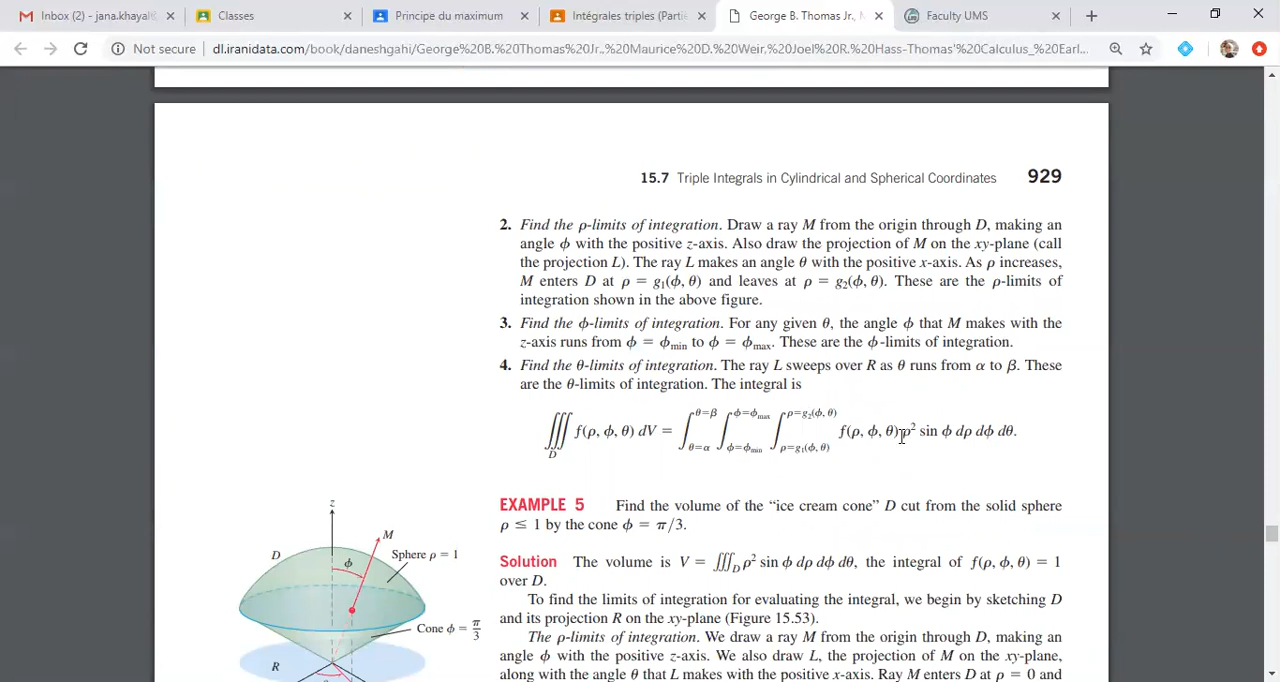 Inbox (2) - jana.khayal
Classes
Principe du maximum
Intégrales triples (Parti
George B. Thomas Jr., M
Faculty UMS
Not secure | dl.iranidata.com/book/daneshgahi/George%20B.%20Thomas%20Jr.,%20Maurice%20D.%20Weir,%20Joel%20R.%20Hass-Thomas'%20Calculus_%20Earl...
15.7 Triple Integrals in Cylindrical and Spherical Coordinates 929
2. Find the ρ-limits of integration. Draw a ray M from the origin through D, making an
angle ϕ with the positive z-axis. Also draw the projection of M on the xy-plane (call
the projection L). The ray L makes an angle θ with the positive x-axis. As ρ increases,
M enters D at ρ = g₁(ϕ, θ) and leaves at ρ = g₂(ϕ, θ). These are the ρ-limits of
integration shown in the above figure.
3. Find the ϕ-limits of integration. For any given θ, the angle ϕ that M makes with the
z-axis runs from ϕ = ϕmin to ϕ = ϕmax. These are the ϕ-limits of integration.
4. Find the θ-limits of integration. The ray L sweeps over R as θ runs from α to β. These
are the θ-limits of integration. The integral is
∭_D f(ρ, ϕ, θ) dV = ∫_{θ=α}^{θ=β} ∫_{ϕ=ϕmin}^{ϕ=ϕmax} ∫_{ρ=g₁(ϕ, θ)}^{ρ=g₂(ϕ, θ)} f(ρ, ϕ, θ) ρ² sin ϕ dρ dϕ dθ.
EXAMPLE 5 Find the volume of the “ice cream cone” D cut from the solid sphere
ρ ≤ 1 by the cone ϕ = π/3.
Solution The volume is V = ∭_D ρ² sin ϕ dρ dϕ dθ, the integral of f(ρ, ϕ, θ) = 1
over D.
To find the limits of integration for evaluating the integral, we begin by sketching D
and its projection R on the xy-plane (Figure 15.53).
The ρ-limits of integration. We draw a ray M from the origin through D, making an
angle ϕ with the positive z-axis. We also draw L, the projection of M on the xy-plane,
along with the angle θ that L makes with the positive x-axis. Ray M enters D at ρ = 0 and
z
M
D
Sphere ρ = 1
ϕ
Cone ϕ = π/3
R